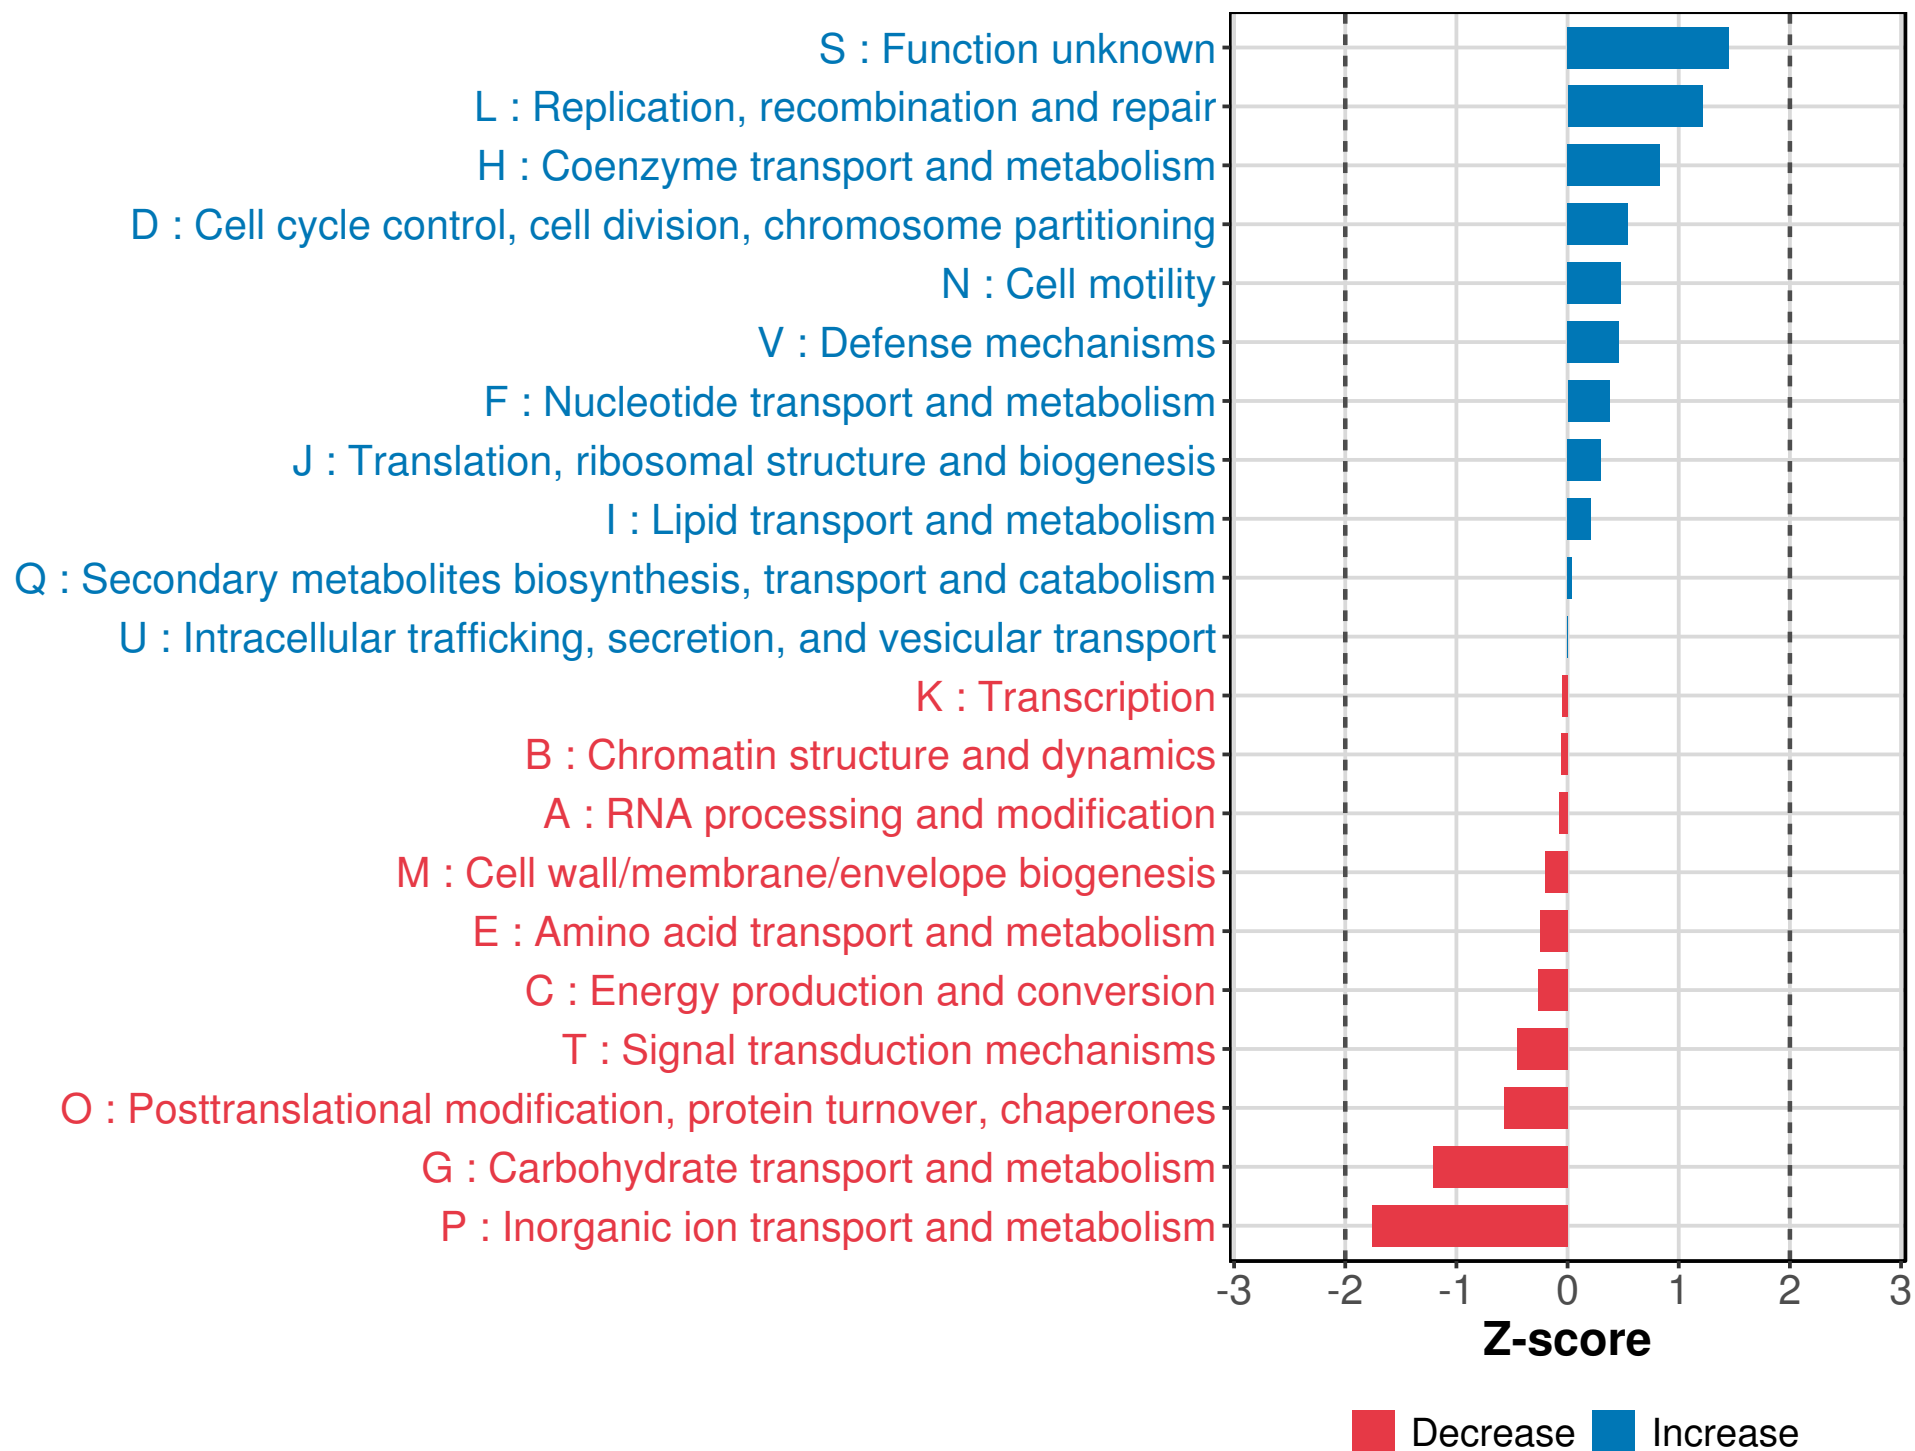 S : Function unknown
L : Replication, recombination and repair
H : Coenzyme transport and metabolism
D : Cell cycle control, cell division, chromosome partitioning
N : Cell motility
V : Defense mechanisms
F : Nucleotide transport and metabolism
J : Translation, ribosomal structure and biogenesis
I : Lipid transport and metabolism
Q : Secondary metabolites biosynthesis, transport and catabolism
U : Intracellular trafficking, secretion, and vesicular transport
K : Transcription
B : Chromatin structure and dynamics
A : RNA processing and modification
M : Cell wall/membrane/envelope biogenesis
E : Amino acid transport and metabolism
C : Energy production and conversion
T : Signal transduction mechanisms
O : Posttranslational modification, protein turnover, chaperones
G : Carbohydrate transport and metabolism
P : Inorganic ion transport and metabolism
-3 -2 -1 0 1 2 3
Z-score
Decrease Increase